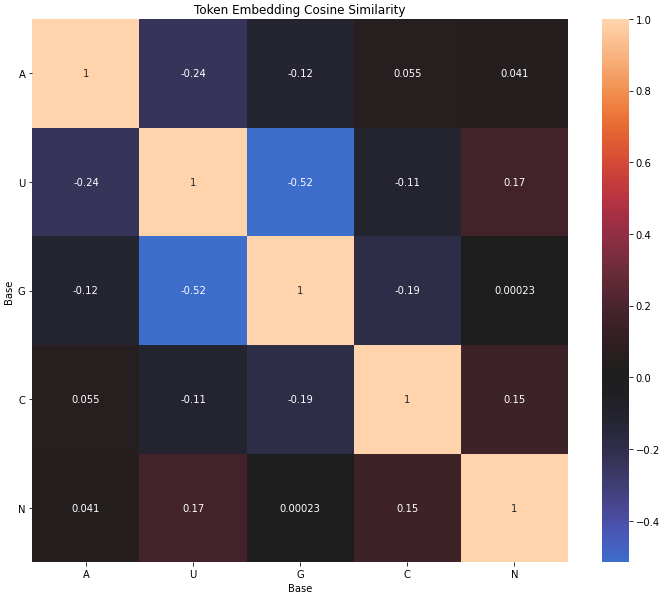 Token Embedding Cosine Similarity
A 1 -0.24 -0.12 0.055 0.041
U -0.24 1 -0.52 -0.11 0.17
G -0.12 -0.52 1 -0.19 0.00023
C 0.055 -0.11 -0.19 1 0.15
N 0.041 0.17 0.00023 0.15 1
A U G C N
Base
Base
1.0
0.8
0.6
0.4
0.2
0.0
−0.2
−0.4